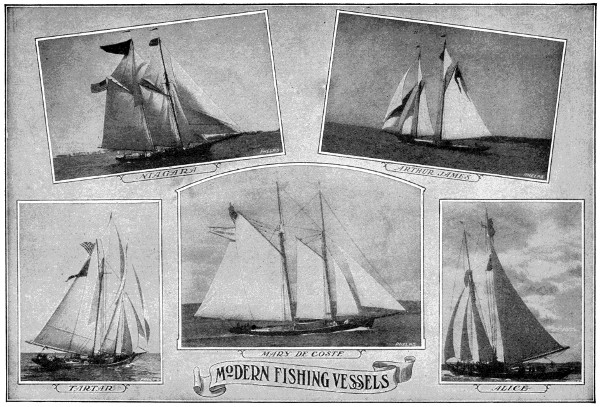 NIAGARA
ARTHUR JAMES
TARTAR
MARY DE COSTE
ALICE
MODERN FISHING VESSELS